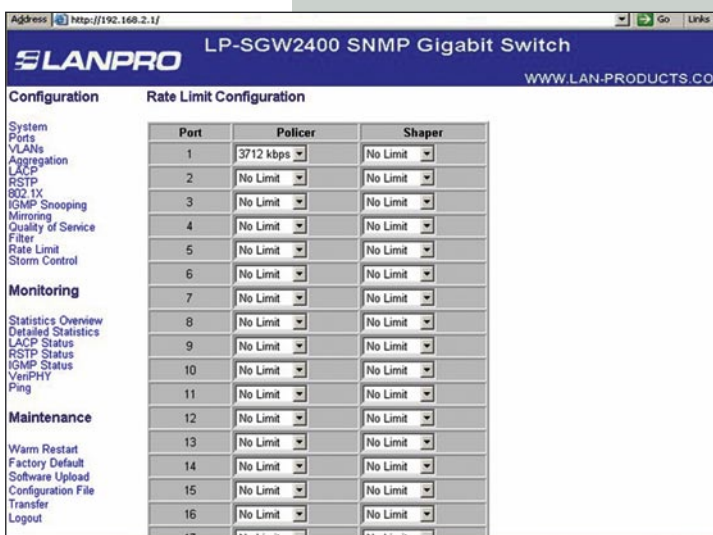 Address http://192.168.2.1/ Go Links
LANPRO
LP-SGW2400 SNMP Gigabit Switch
WWW.LAN-PRODUCTS.CO
Configuration
System
Ports
VLANs
Aggregation
LACP
RSTP
802.1X
IGMP Snooping
Mirroring
Quality of Service
Filter
Rate Limit
Storm Control
Monitoring
Statistics Overview
Detailed Statistics
LACP Status
RSTP Status
IGMP Status
VeriPHY
Ping
Maintenance
Warm Restart
Factory Default
Software Upload
Configuration File
Transfer
Logout
Rate Limit Configuration
Port Policer Shaper
1 3712 kbps No Limit
2 No Limit No Limit
3 No Limit No Limit
4 No Limit No Limit
5 No Limit No Limit
6 No Limit No Limit
7 No Limit No Limit
8 No Limit No Limit
9 No Limit No Limit
10 No Limit No Limit
11 No Limit No Limit
12 No Limit No Limit
13 No Limit No Limit
14 No Limit No Limit
15 No Limit No Limit
16 No Limit No Limit